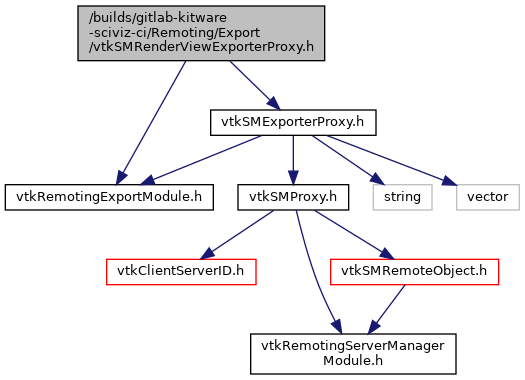 /builds/gitlab-kitware
-sciviz-ci/Remoting/Export
/vtkSMRenderViewExporterProxy.h
vtkSMExporterProxy.h
vtkRemotingExportModule.h
vtkSMProxy.h
string
vector
vtkClientServerID.h
vtkSMRemoteObject.h
vtkRemotingServerManager
Module.h